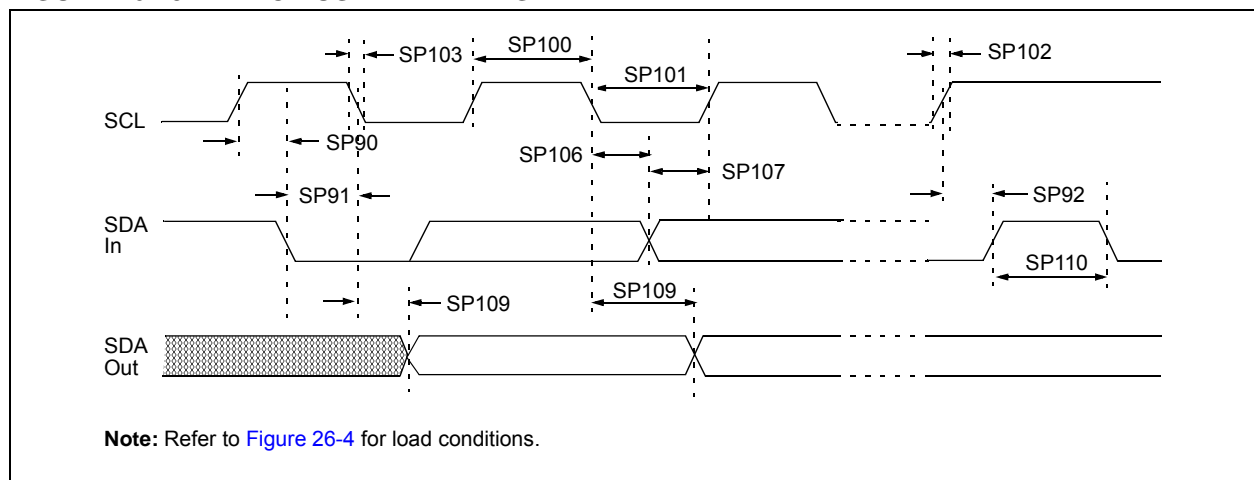 SP103
SP100
SP101
SP102
SCL
SP90
SP106
SP107
SP91
SP92
SDA
In
SP110
SP109
SP109
SDA
Out
Note: Refer to Figure 26-4 for load conditions.